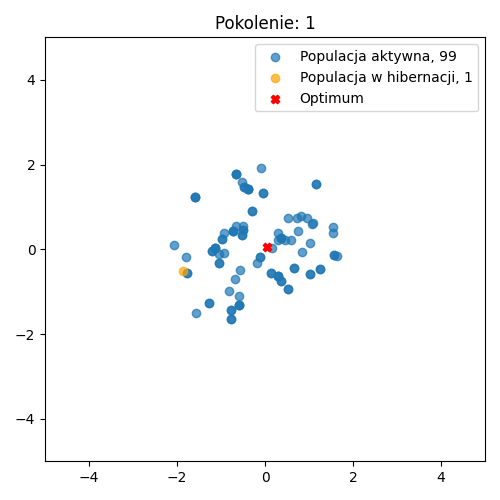 Pokolenie: 1
Populacja aktywna, 99
Populacja w hibernacji, 1
Optimum
4
2
0
−2
−4
−4 −2 0 2 4